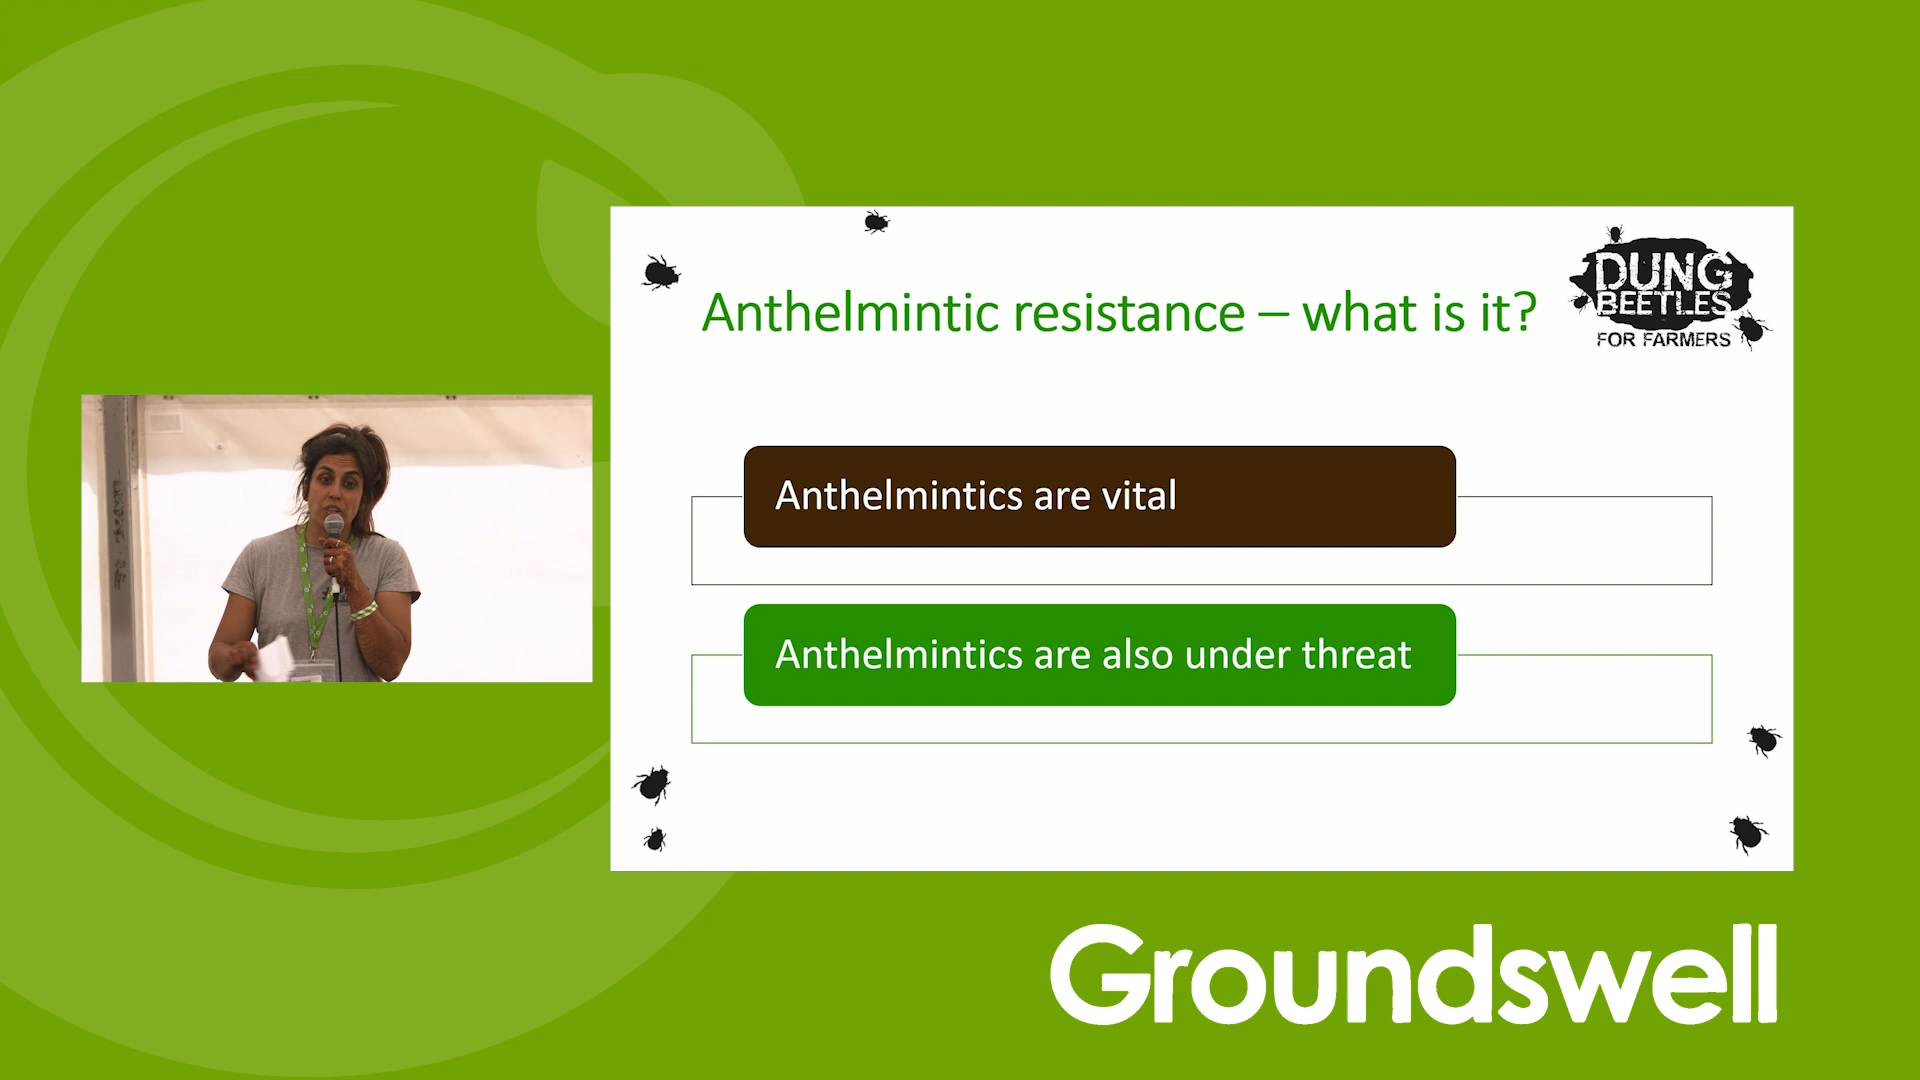 Anthelmintic resistance – what is it?
DUNG
BEETLES
FOR FARMERS
Anthelmintics are vital
Anthelmintics are also under threat
Groundswell